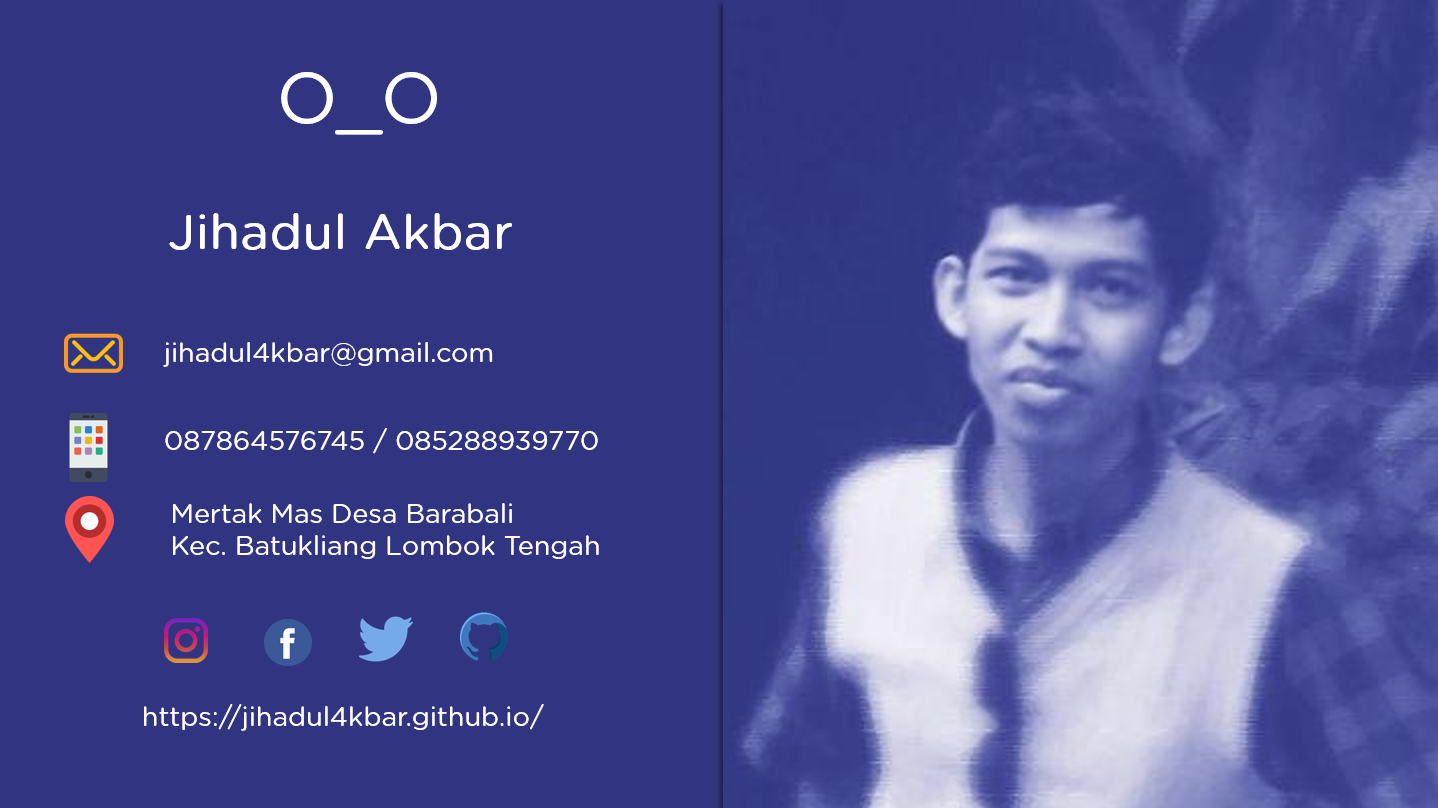 O_O
Jihadul Akbar
jihadul4kbar@gmail.com
087864576745 / 085288939770
Mertak Mas Desa Barabali
Kec. Batukliang Lombok Tengah
https://jihadul4kbar.github.io/